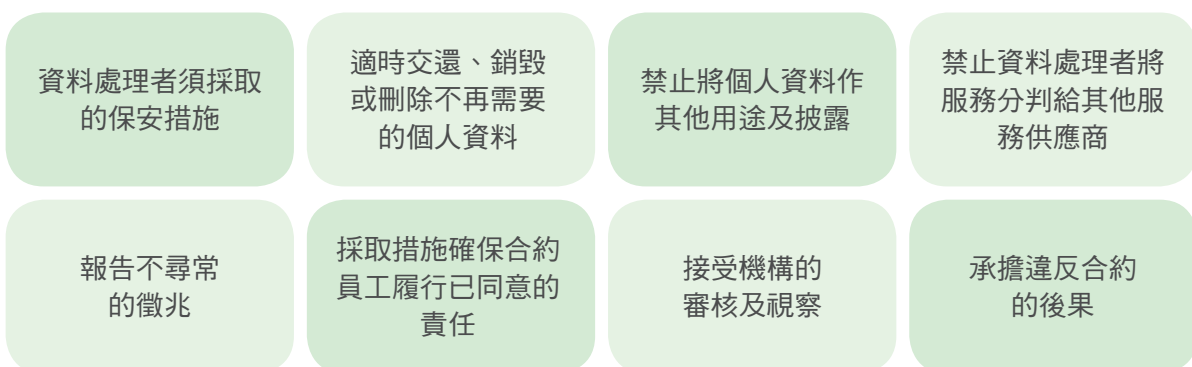 資料處理者須採取
的保安措施
適時交還、銷毀
或刪除不再需要
的個人資料
禁止將個人資料作
其他用途及披露
禁止資料處理者將
服務分判給其他服
務供應商
報告不尋常
的徵兆
採取措施確保合約
員工履行已同意的
責任
接受機構的
審核及視察
承擔違反合約
的後果